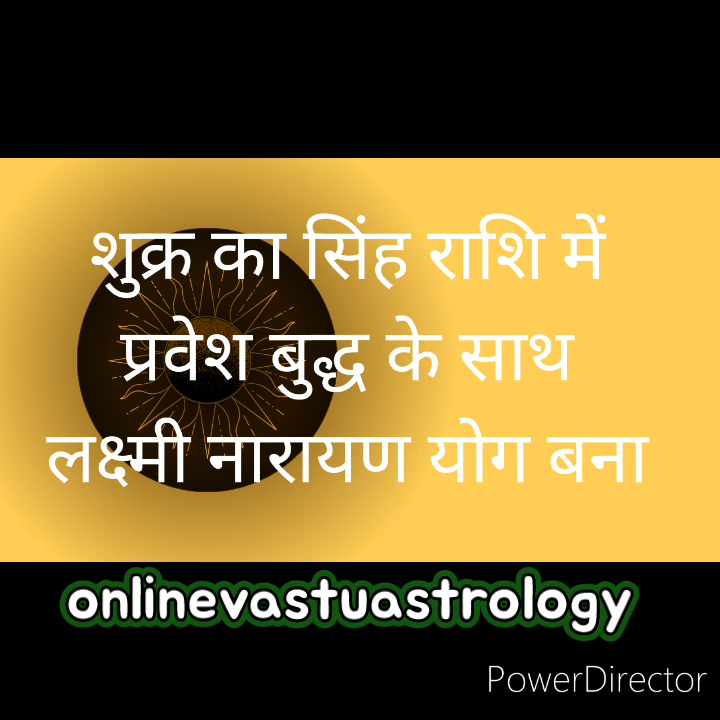 शुक्र का सिंह राशि में
प्रवेश बुद्ध के साथ
लक्ष्मी नारायण योग बना
onlinevastuastrology
PowerDirector